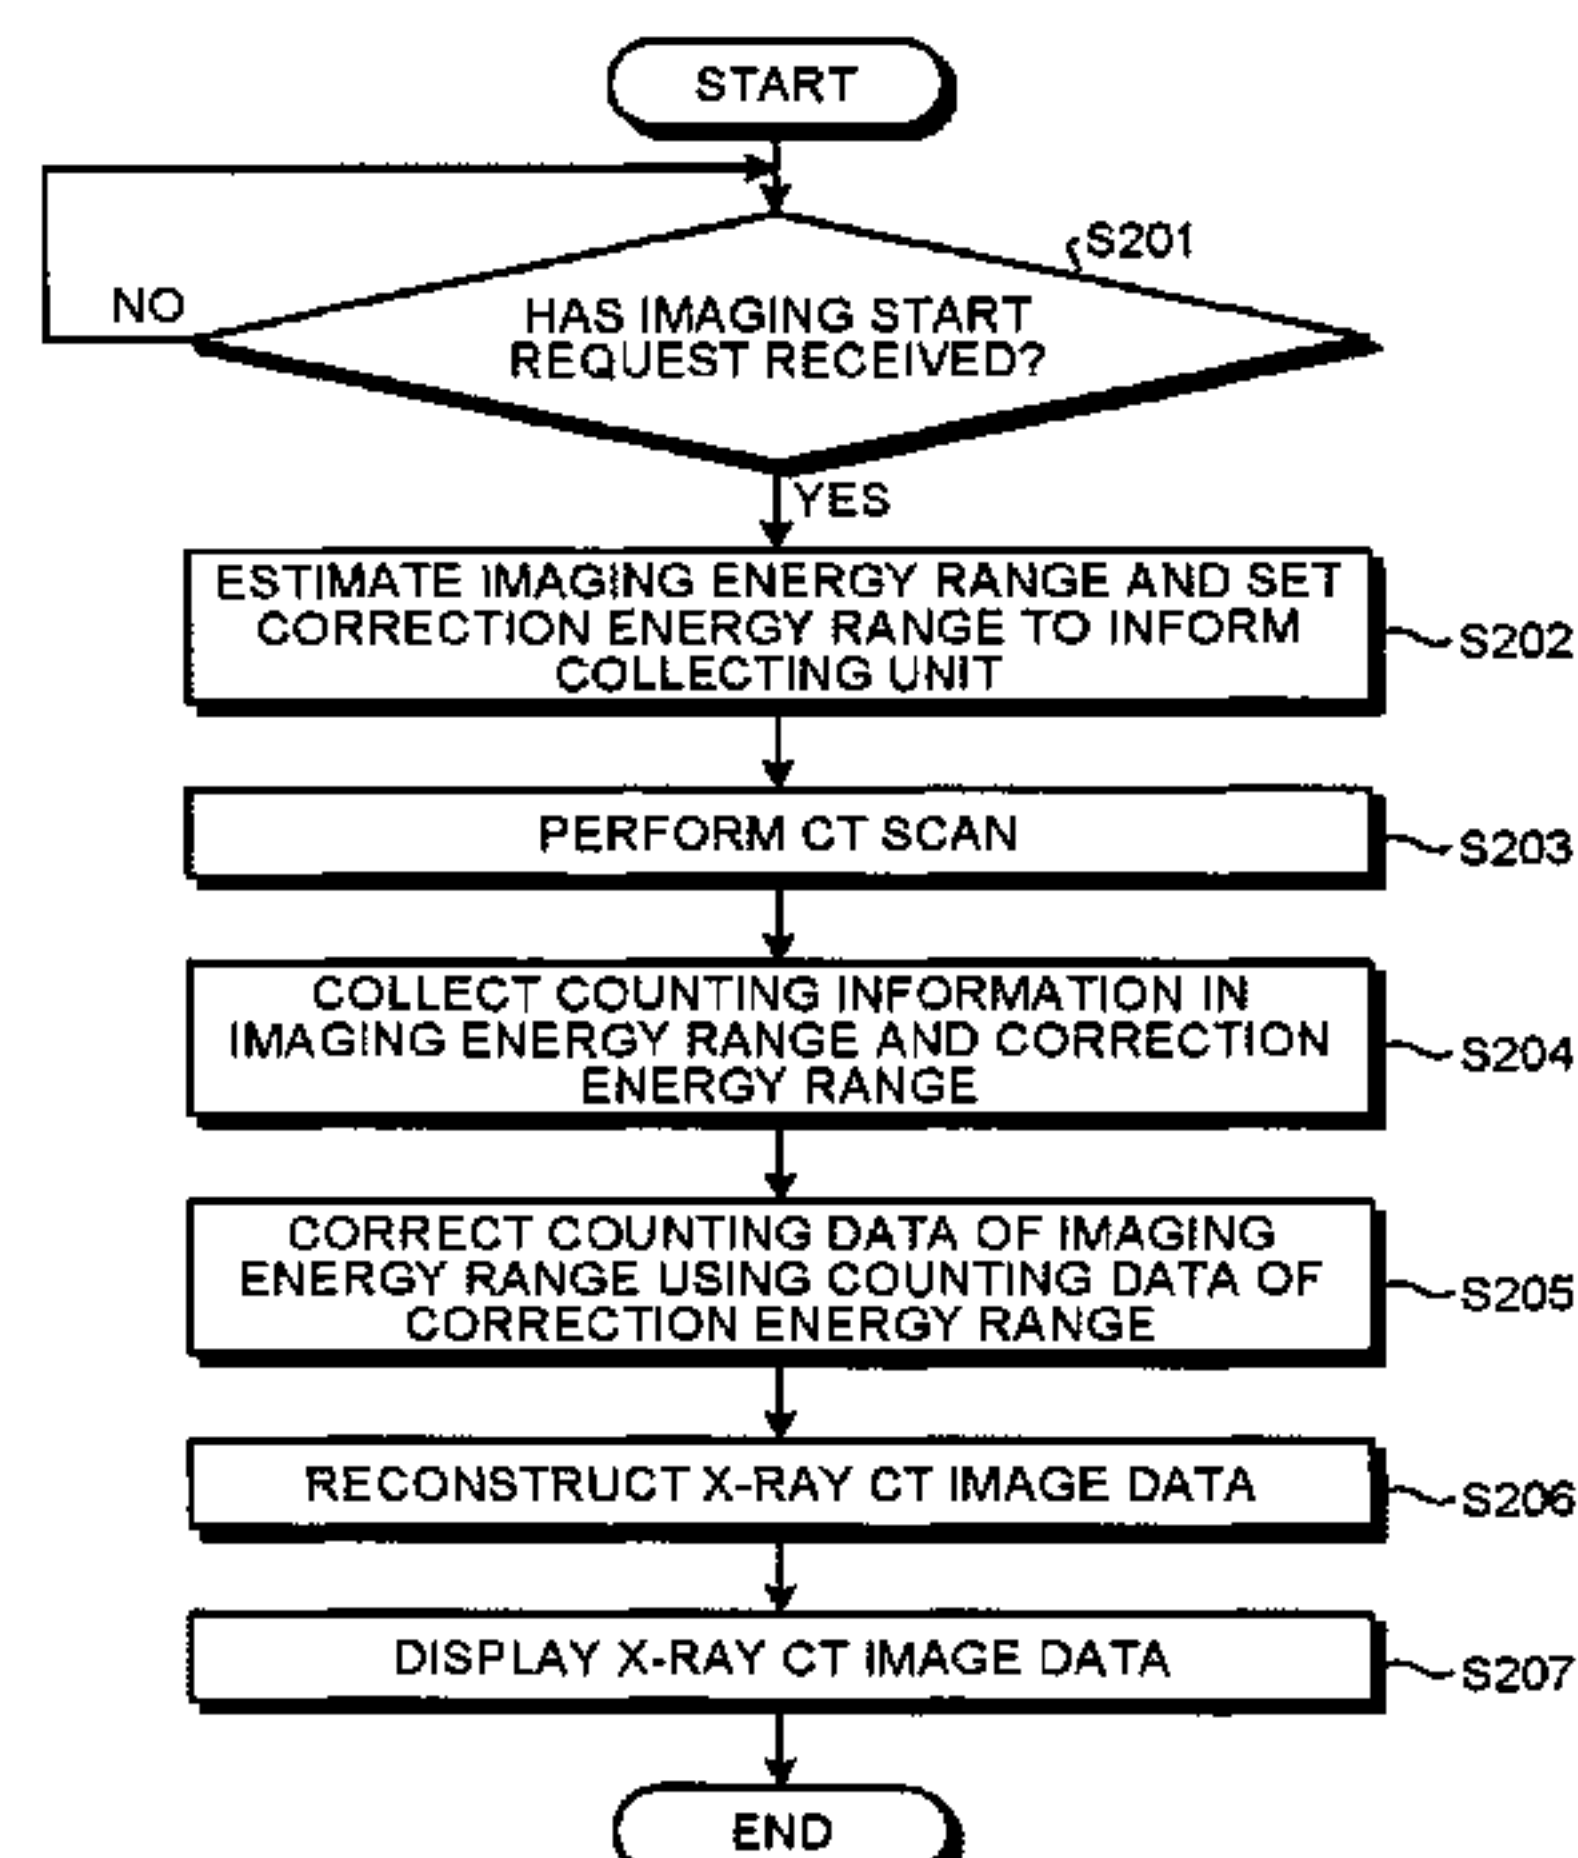 START
S201
NO
HAS IMAGING START
REQUEST RECEIVED?
YES
ESTIMATE IMAGING ENERGY RANGE AND SET
CORRECTION ENERGY RANGE TO INFORM
COLLECTING UNIT
S202
PERFORM CT SCAN
S203
COLLECT COUNTING INFORMATION IN
IMAGING ENERGY RANGE AND CORRECTION
ENERGY RANGE
S204
CORRECT COUNTING DATA OF IMAGING
ENERGY RANGE USING COUNTING DATA OF
CORRECTION ENERGY RANGE
S205
RECONSTRUCT X-RAY CT IMAGE DATA
S206
DISPLAY X-RAY CT IMAGE DATA
S207
END